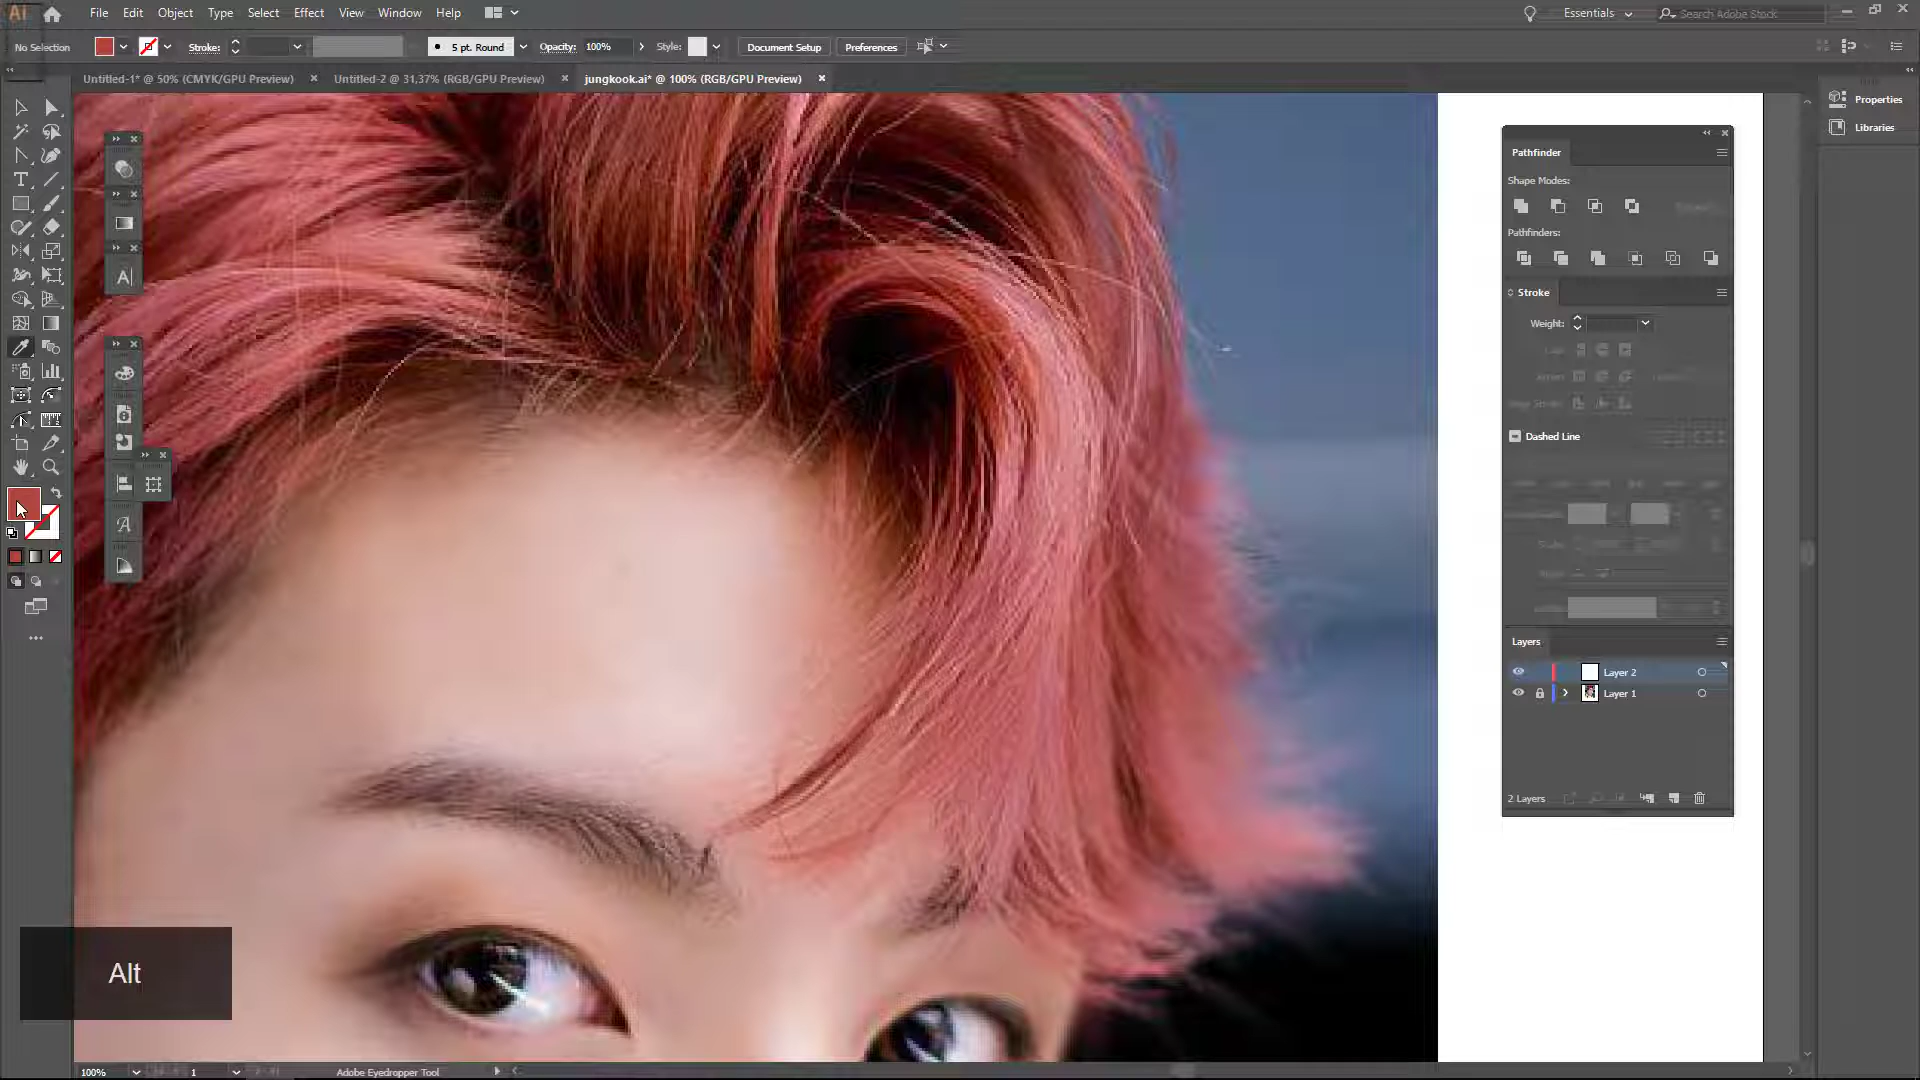 Ai File Edit Object Type Select Effect View Window Help Essentials Search Adobe Stock
No Selection Stroke: 5 pt. Round Opacity: 100% Style: Document Setup Preferences
Untitled-1* @ 50% (CMYK/GPU Preview) Untitled-2 @ 31,37% (RGB/GPU Preview) jungkook.ai* @ 100% (RGB/GPU Preview)
Properties
Libraries
Pathfinder
Shape Modes:
Pathfinders:
Stroke
Weight:
Dashed Line
Layers
Layer 2
Layer 1
2 Layers
Alt
100% 1 Adobe Eyedropper Tool